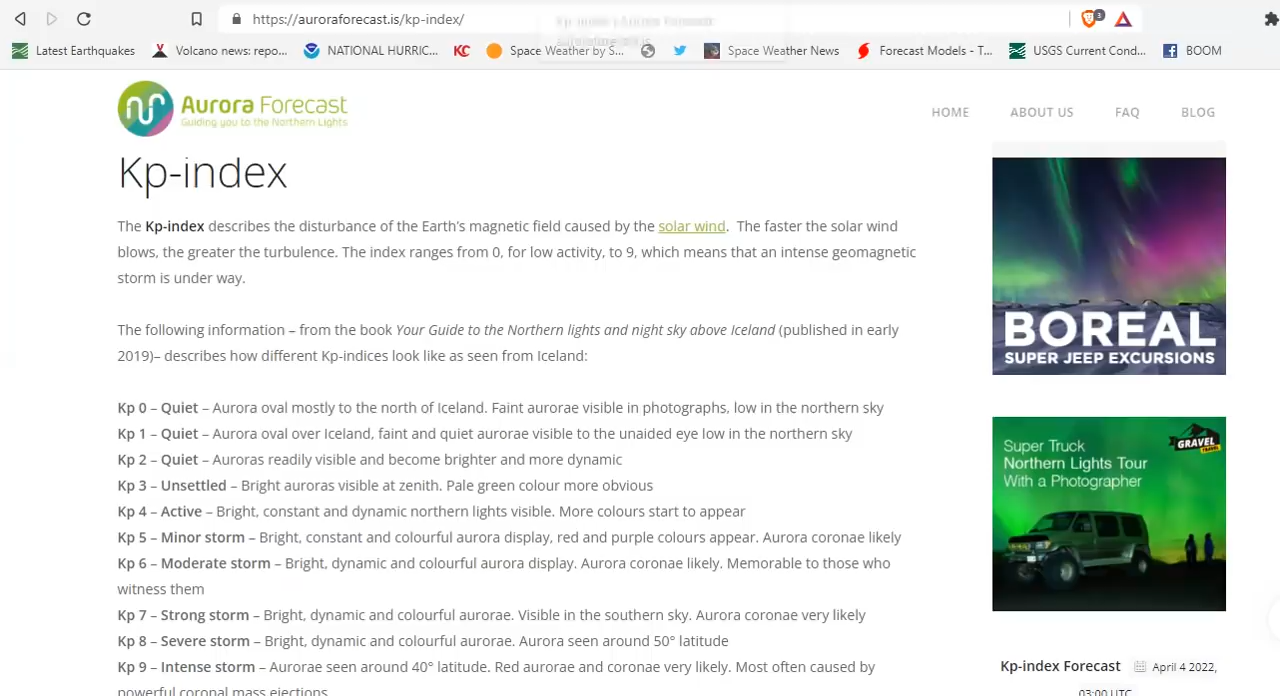 https://auroraforecast.is/kp-index/
3
Latest Earthquakes
Volcano news: repo...
NATIONAL HURRIC...
KC
Space Weather by S...
Space Weather News
Forecast Models - T...
USGS Current Cond...
BOOM
Aurora Forecast
Guiding you to the Northern Lights
HOME
ABOUT US
FAQ
BLOG
Kp-index
The Kp-index describes the disturbance of the Earth's magnetic field caused by the solar wind. The faster the solar wind
blows, the greater the turbulence. The index ranges from 0, for low activity, to 9, which means that an intense geomagnetic
storm is under way.
The following information – from the book Your Guide to the Northern lights and night sky above Iceland (published in early
2019)– describes how different Kp-indices look like as seen from Iceland:
Kp 0 – Quiet – Aurora oval mostly to the north of Iceland. Faint aurorae visible in photographs, low in the northern sky
Kp 1 – Quiet – Aurora oval over Iceland, faint and quiet aurorae visible to the unaided eye low in the northern sky
Kp 2 – Quiet – Auroras readily visible and become brighter and more dynamic
Kp 3 – Unsettled – Bright auroras visible at zenith. Pale green colour more obvious
Kp 4 – Active – Bright, constant and dynamic northern lights visible. More colours start to appear
Kp 5 – Minor storm – Bright, constant and colourful aurora display, red and purple colours appear. Aurora coronae likely
Kp 6 – Moderate storm – Bright, dynamic and colourful aurora display. Aurora coronae likely. Memorable to those who
witness them
Kp 7 – Strong storm – Bright, dynamic and colourful aurorae. Visible in the southern sky. Aurora coronae very likely
Kp 8 – Severe storm – Bright, dynamic and colourful aurorae. Aurora seen around 50° latitude
Kp 9 – Intense storm – Aurorae seen around 40° latitude. Red aurorae and coronae very likely. Most often caused by
powerful coronal mass ejections
BOREAL
SUPER JEEP EXCURSIONS
GRAVEL
TRAVEL
Super Truck
Northern Lights Tour
With a Photographer
Kp-index Forecast
April 4 2022,
03:00 UTC